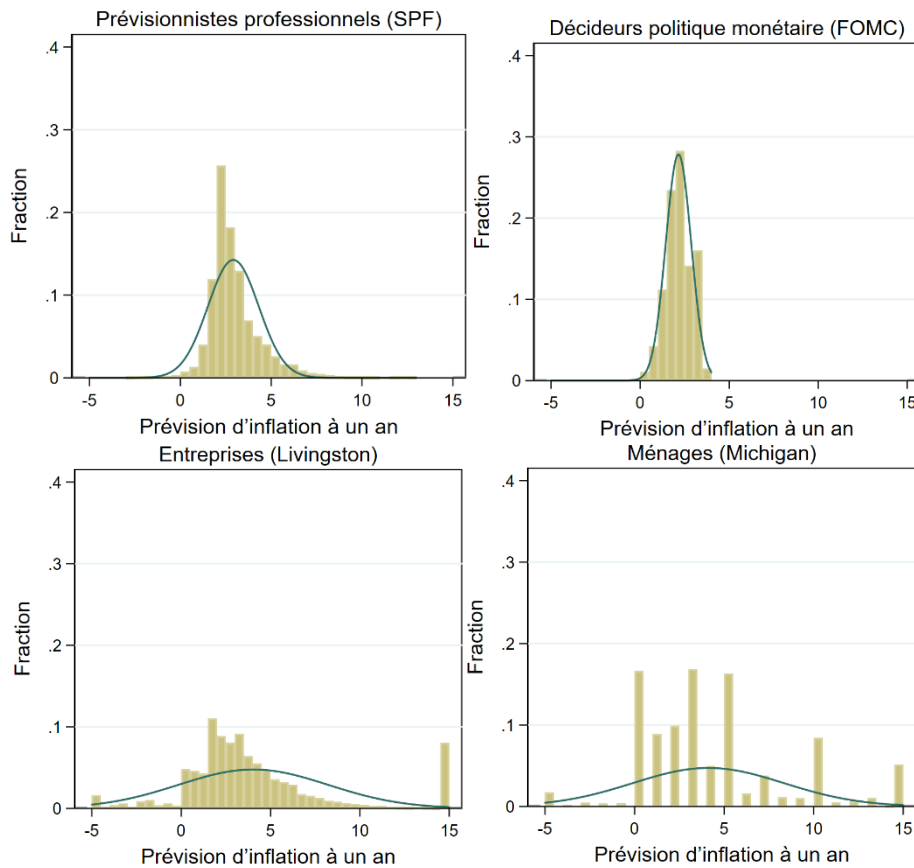 Prévisionnistes professionnels (SPF)
.4
.3
.2
.1
0
Fraction
-5 0 5 10 15
Prévision d'inflation à un an
Décideurs politique monétaire (FOMC)
.4
.3
.2
.1
0
Fraction
-5 0 5 10 15
Prévision d'inflation à un an
Entreprises (Livingston)
.4
.3
.2
.1
0
Fraction
-5 0 5 10 15
Prévision d'inflation à un an
Ménages (Michigan)
.4
.3
.2
.1
0
Fraction
-5 0 5 10 15
Prévision d'inflation à un an